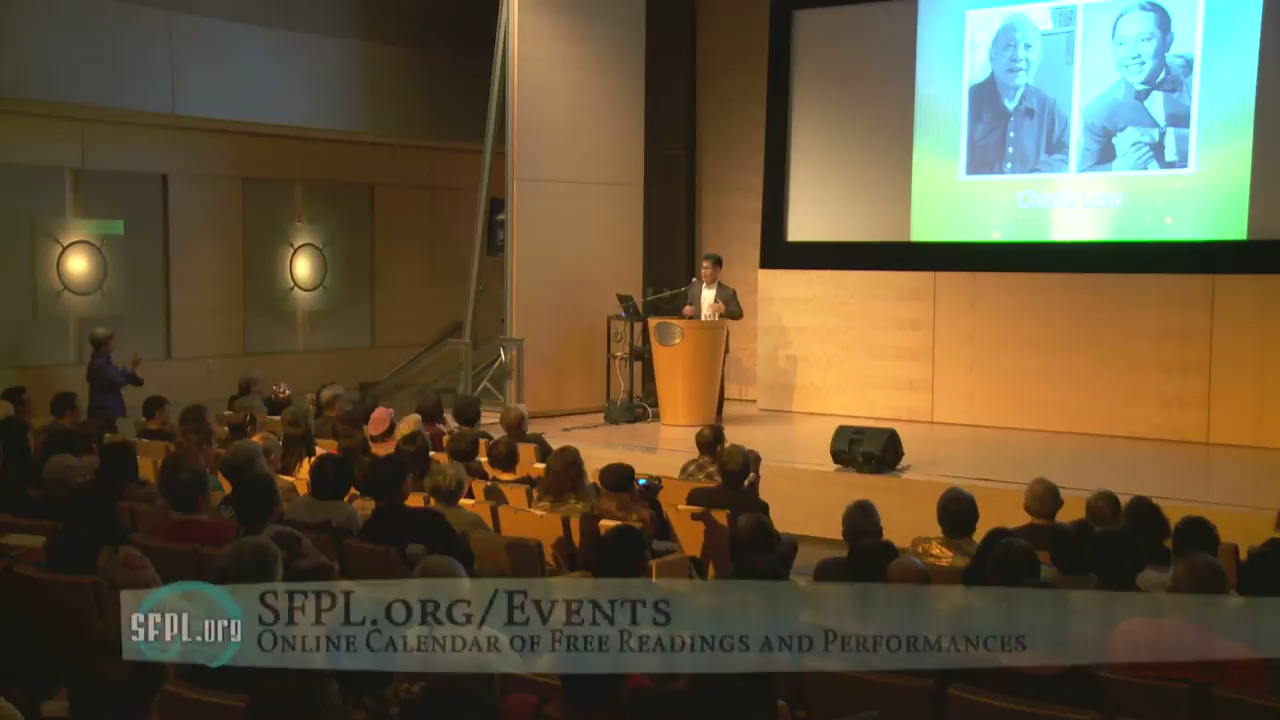 SFPL.org
SFPL.org/Events
Online Calendar of Free Readings and Performances